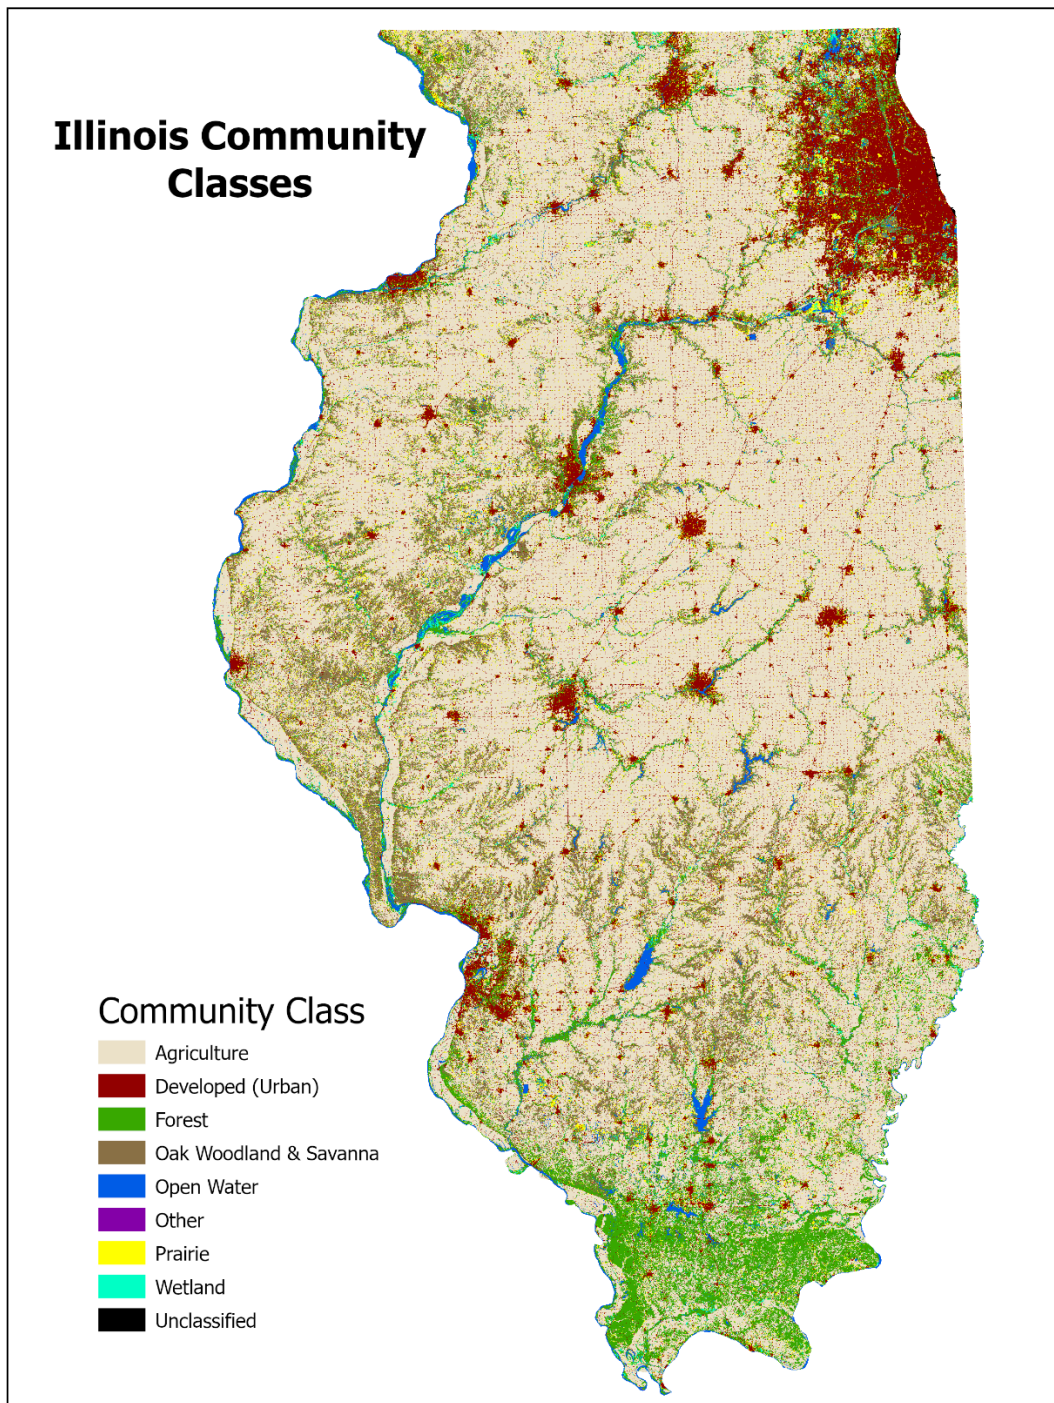 Illinois Community
Classes
Community Class
Agriculture
Developed (Urban)
Forest
Oak Woodland & Savanna
Open Water
Other
Prairie
Wetland
Unclassified